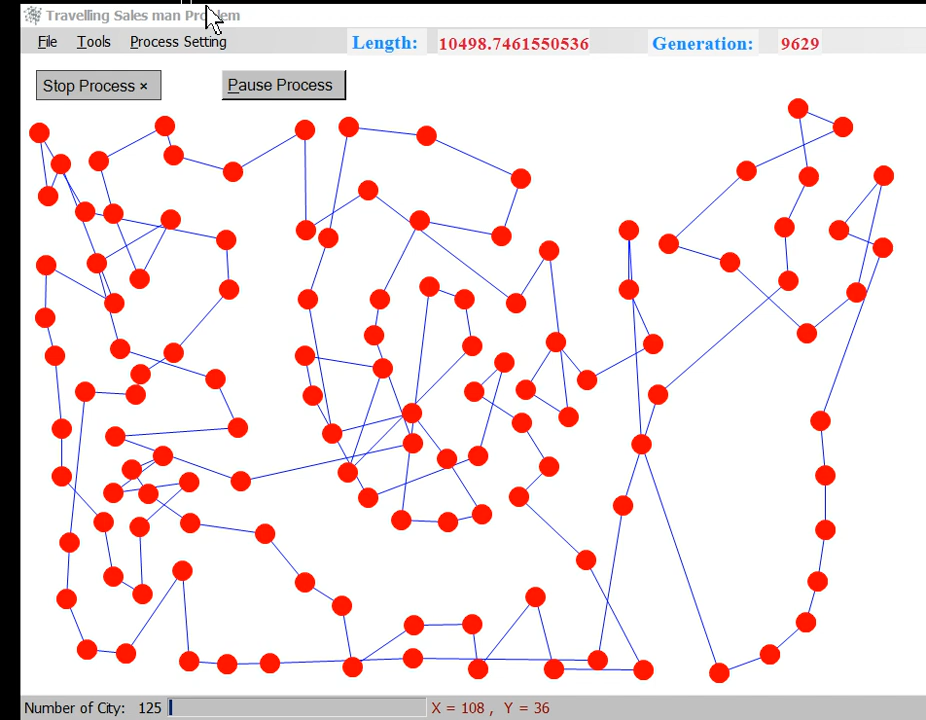 Travelling Sales man Problem
File Tools Process Setting Length: 10498.7461550536 Generation: 9629
Stop Process × Pause Process
Number of City: 125 X = 108 , Y = 36